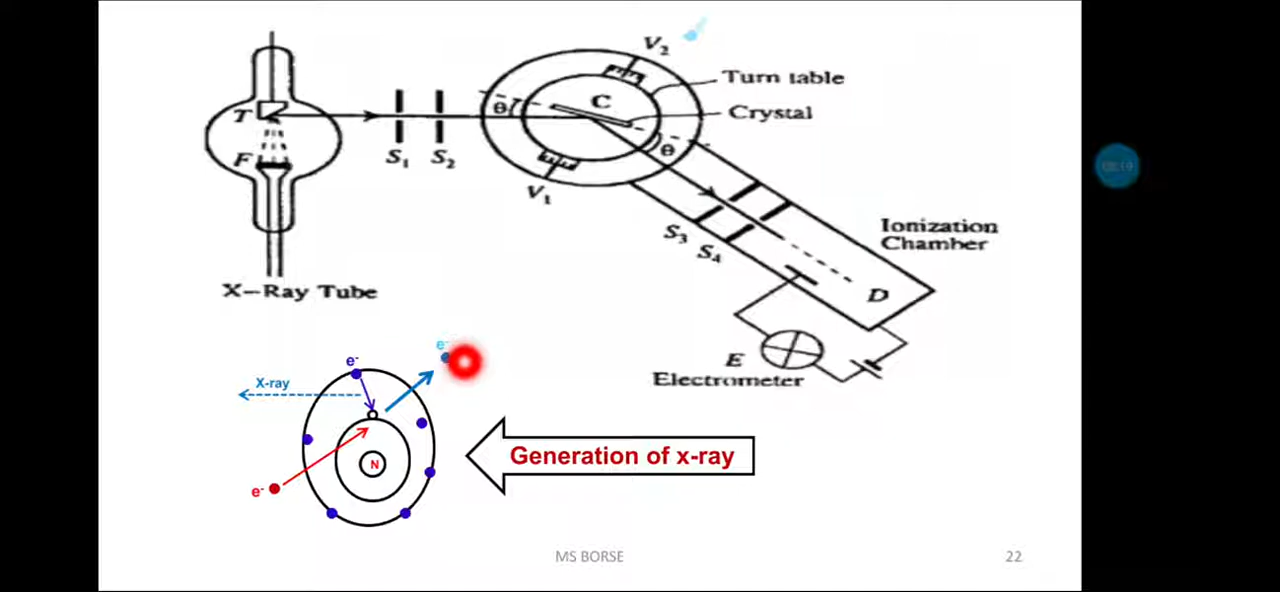 V₂
Turn table
C
Crystal
θ
θ
T
F
S₁ S₂
V₁
S₃ S₄
Ionization
Chamber
D
X-Ray Tube
E
Electrometer
e⁻
e⁻
X-ray
N
e⁻
Generation of x-ray
MS BORSE
22